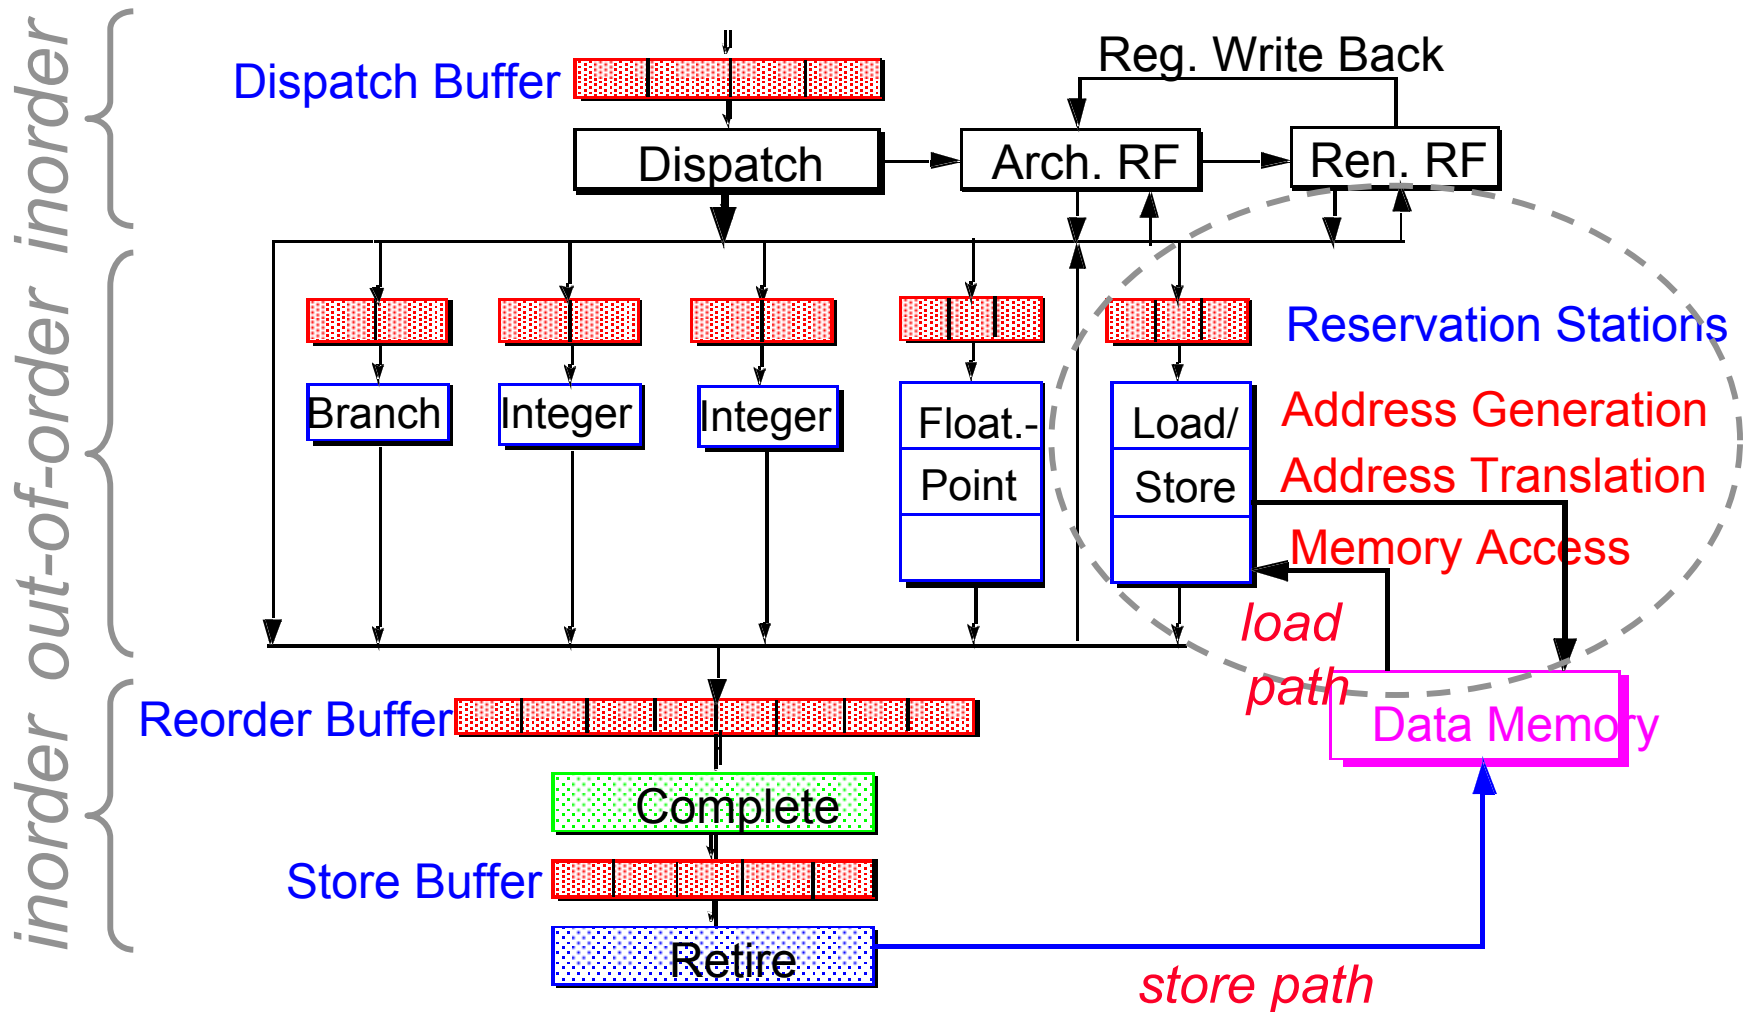 inorder
out-of-order
inorder
Dispatch Buffer
Reg. Write Back
Dispatch
Arch. RF
Ren. RF
Reservation Stations
Branch
Integer
Integer
Float.-
Point
Load/
Store
Address Generation
Address Translation
Memory Access
load
path
Reorder Buffer
Data Memory
Complete
Store Buffer
Retire
store path